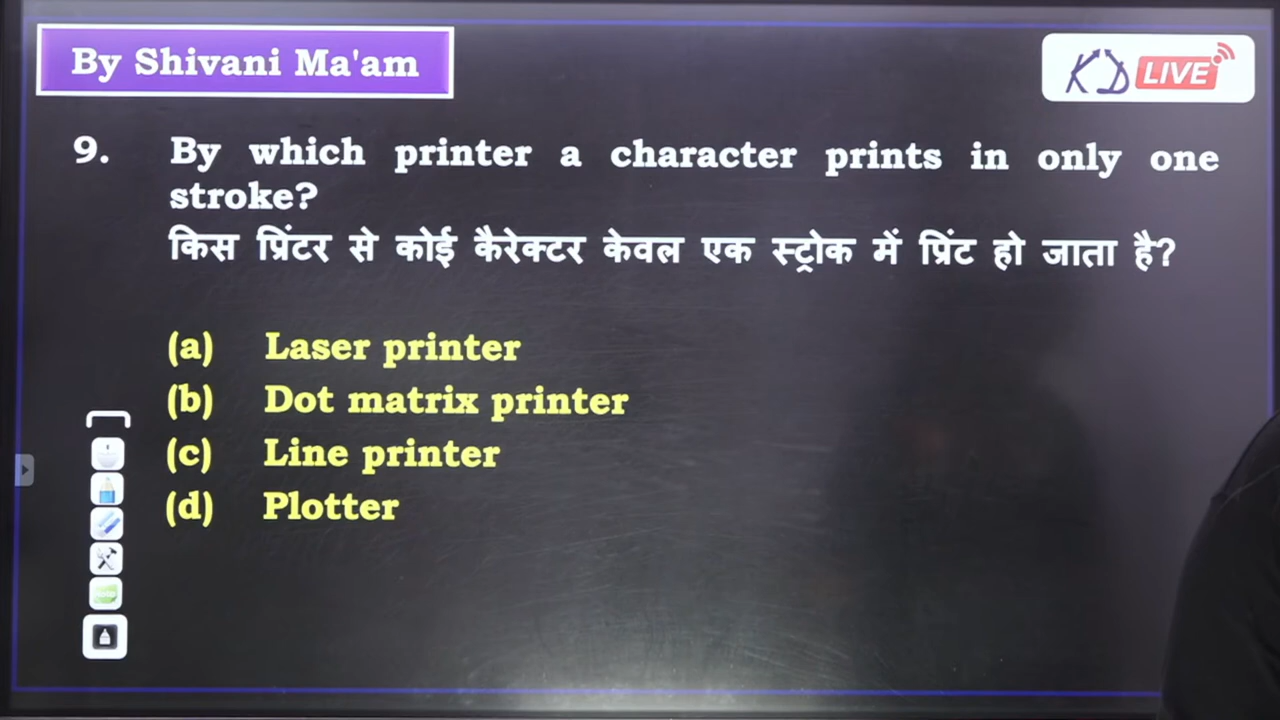 By Shivani Ma'am
KD LIVE
9. By which printer a character prints in only one
stroke?
किस प्रिंटर से कोई कैरेक्टर केवल एक स्ट्रोक में प्रिंट हो जाता है?
(a) Laser printer
(b) Dot matrix printer
(c) Line printer
(d) Plotter